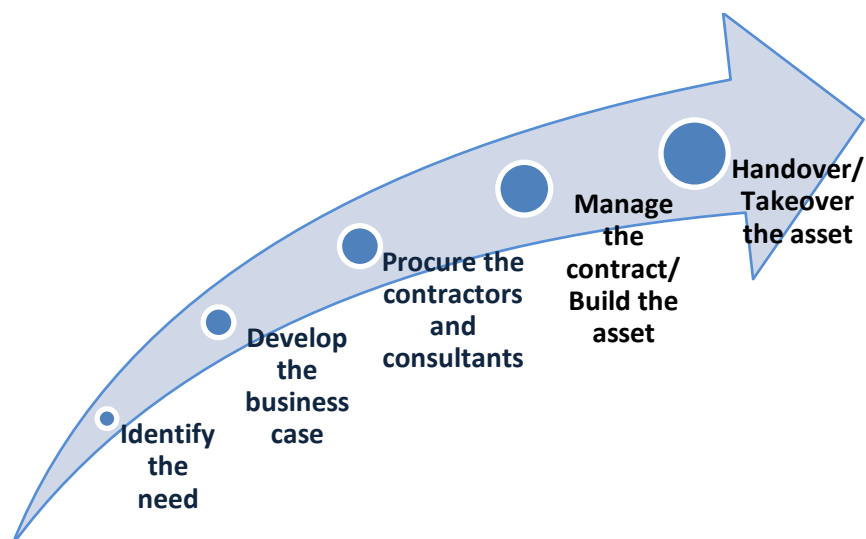 Identify
the
need
Develop
the
business
case
Procure the
contractors
and
consultants
Manage
the
contract/
Build the
asset
Handover/
Takeover
the asset